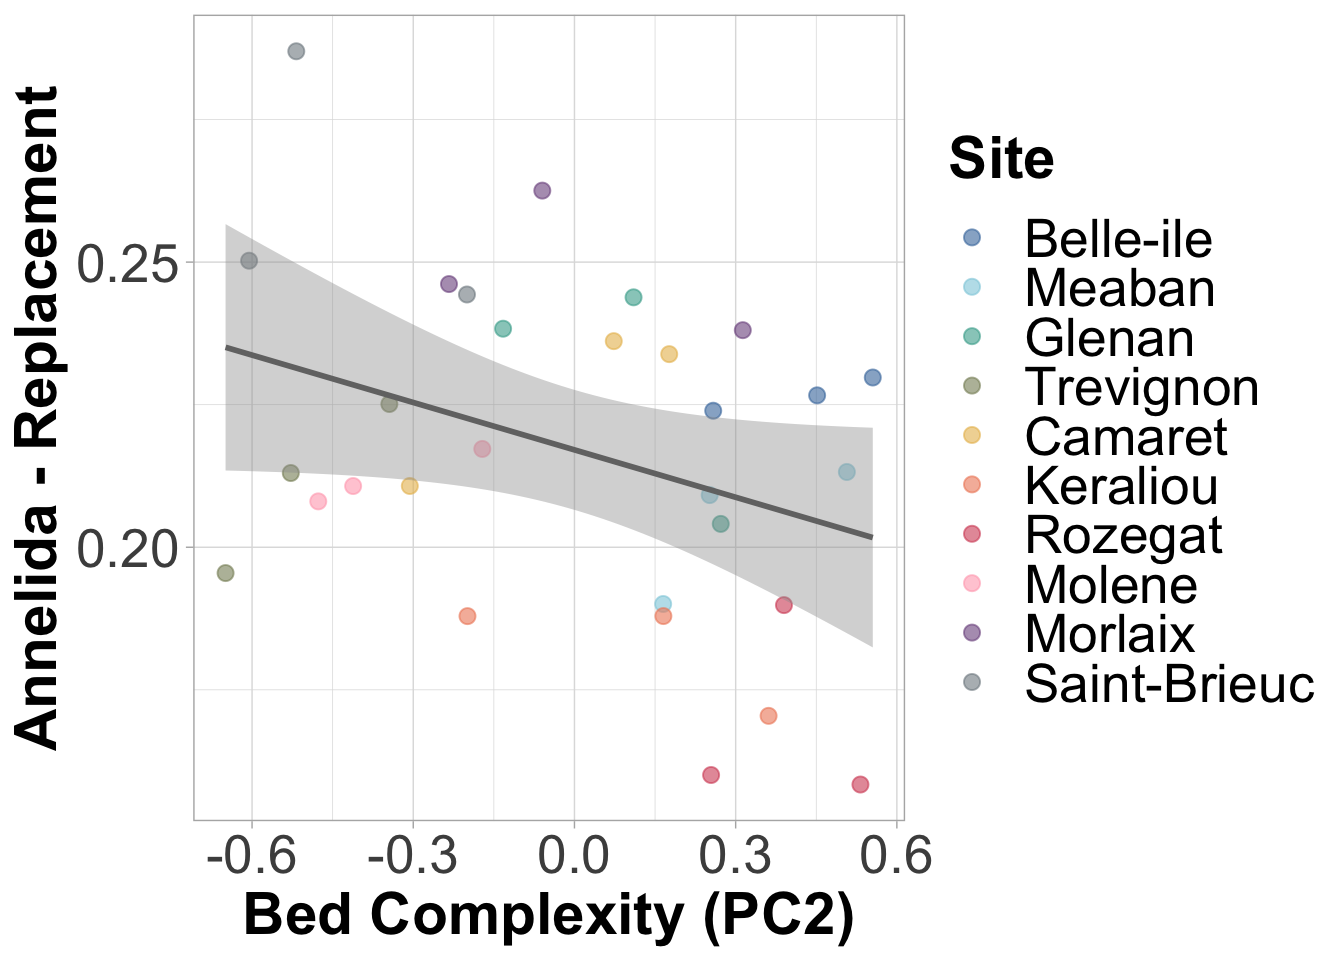 Annelida - Replacement
0.25
0.20
-0.6
-0.3
0.0
0.3
0.6
Bed Complexity (PC2)
Site
Belle-ile
Meaban
Glenan
Trevignon
Camaret
Keraliou
Rozegat
Molene
Morlaix
Saint-Brieuc